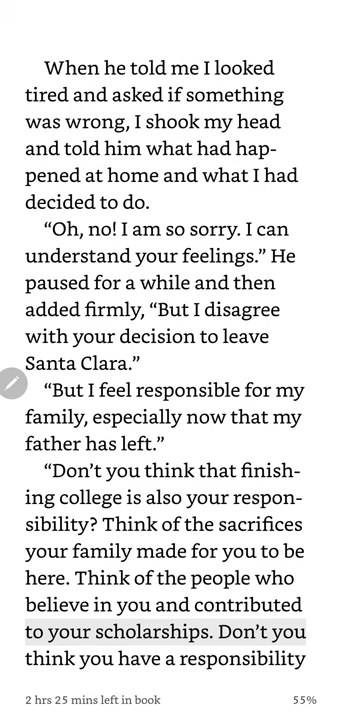 When he told me I looked
tired and asked if something
was wrong, I shook my head
and told him what had hap-
pened at home and what I had
decided to do.
“Oh, no! I am so sorry. I can
understand your feelings.” He
paused for a while and then
added firmly, “But I disagree
with your decision to leave
Santa Clara.”
“But I feel responsible for my
family, especially now that my
father has left.”
“Don’t you think that finish-
ing college is also your respon-
sibility? Think of the sacrifices
your family made for you to be
here. Think of the people who
believe in you and contributed
to your scholarships. Don’t you
think you have a responsibility
2 hrs 25 mins left in book 55%